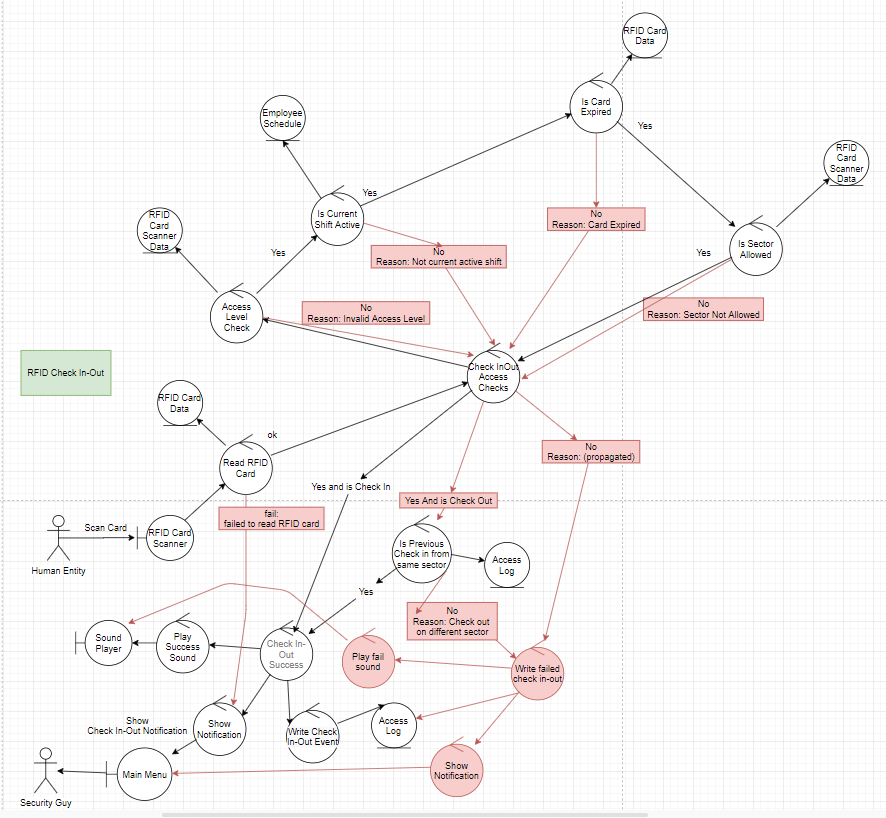 RFID Card
Data
Employee
Schedule
Is Card
Expired
Yes
RFID
Card
Scanner
Data
Yes
Is Current
Shift Active
RFID
Card
Scanner
Data
No
Reason: Card Expired
Is Sector
Allowed
Yes
No
Reason: Not current active shift
Yes
Access
Level
Check
No
Reason: Invalid Access Level
No
Reason: Sector Not Allowed
RFID Check In-Out
Check InOut
Access
Checks
RFID Card
Data
ok
Read RFID
Card
No
Reason: (propagated)
Yes and is Check In
Yes And is Check Out
fail:
failed to read RFID card
Scan Card
RFID Card
Scanner
Human Entity
Is Previous
Check in from
same sector
Access
Log
Yes
No
Reason: Check out
on different sector
Sound
Player
Play
Success
Sound
Check In-
Out
Success
Play fail
sound
Write failed
check in-out
Show
Check In-Out Notification
Show
Notification
Write Check
In-Out Event
Access
Log
Main Menu
Show
Notification
Security Guy